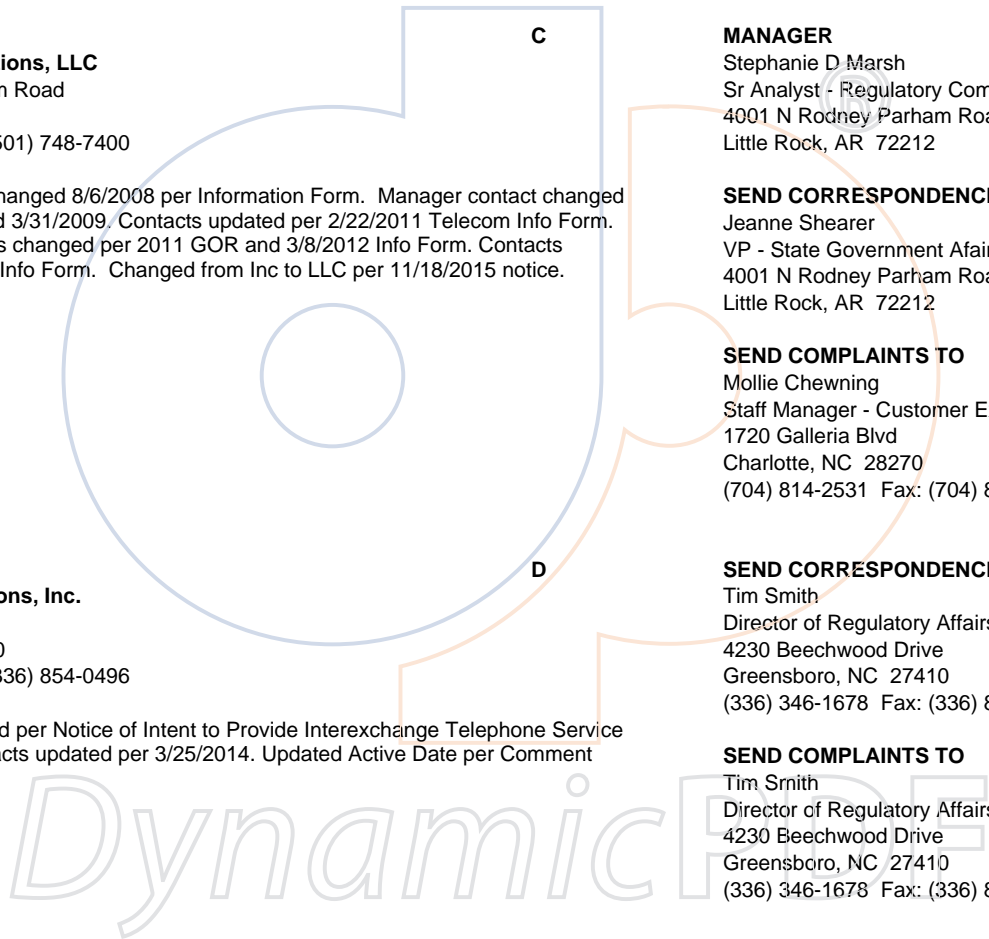 C
ions, LLC
n Road
501) 748-7400
hanged 8/6/2008 per Information Form. Manager contact changed
d 3/31/2009. Contacts updated per 2/22/2011 Telecom Info Form.
s changed per 2011 GOR and 3/8/2012 Info Form. Contacts
Info Form. Changed from Inc to LLC per 11/18/2015 notice.
MANAGER
Stephanie D Marsh
Sr Analyst - Regulatory Com
4001 N Rodney Parham Roa
Little Rock, AR 72212
SEND CORRESPONDENC
Jeanne Shearer
VP - State Government Afair
4001 N Rodney Parham Roa
Little Rock, AR 72212
SEND COMPLAINTS TO
Mollie Chewning
Staff Manager - Customer E
1720 Galleria Blvd
Charlotte, NC 28270
(704) 814-2531 Fax: (704) 8
D
ons, Inc.
0
336) 854-0496
d per Notice of Intent to Provide Interexchange Telephone Service
acts updated per 3/25/2014. Updated Active Date per Comment
SEND CORRESPONDENC
Tim Smith
Director of Regulatory Affairs
4230 Beechwood Drive
Greensboro, NC 27410
(336) 346-1678 Fax: (336) 8
SEND COMPLAINTS TO
Tim Smith
Director of Regulatory Affairs
4230 Beechwood Drive
Greensboro, NC 27410
(336) 346-1678 Fax: (336) 8
DynamicPDF
®